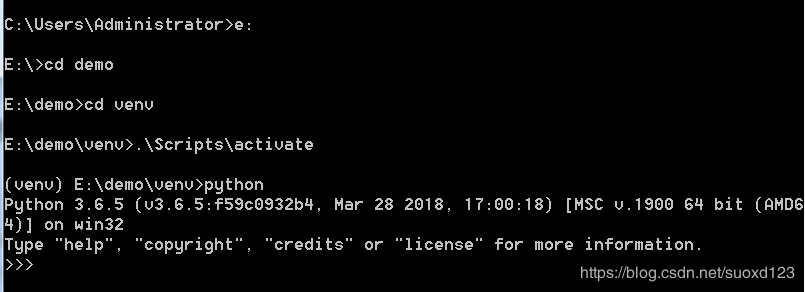 C:\Users\Administrator>e:
E:\>cd demo
E:\demo>cd venv
E:\demo\venv>.\Scripts\activate
(venv) E:\demo\venv>python
Python 3.6.5 (v3.6.5:f59c0932b4, Mar 28 2018, 17:00:18) [MSC v.1900 64 bit (AMD6
4)] on win32
Type "help", "copyright", "credits" or "license" for more information.
>>>
https://blog.csdn.net/suoxd123